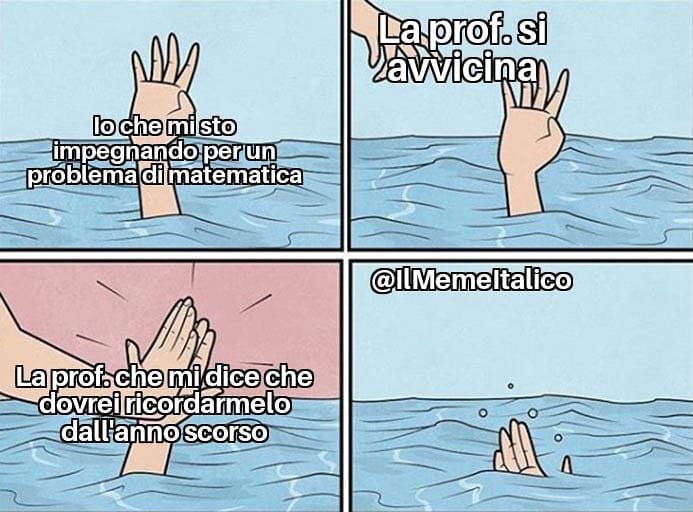 Io che mi sto
impegnando per un
problema di matematica
La prof. si
avvicina
La prof. che mi dice che
dovrei ricordarmelo
dall'anno scorso
@IlMemeItalico